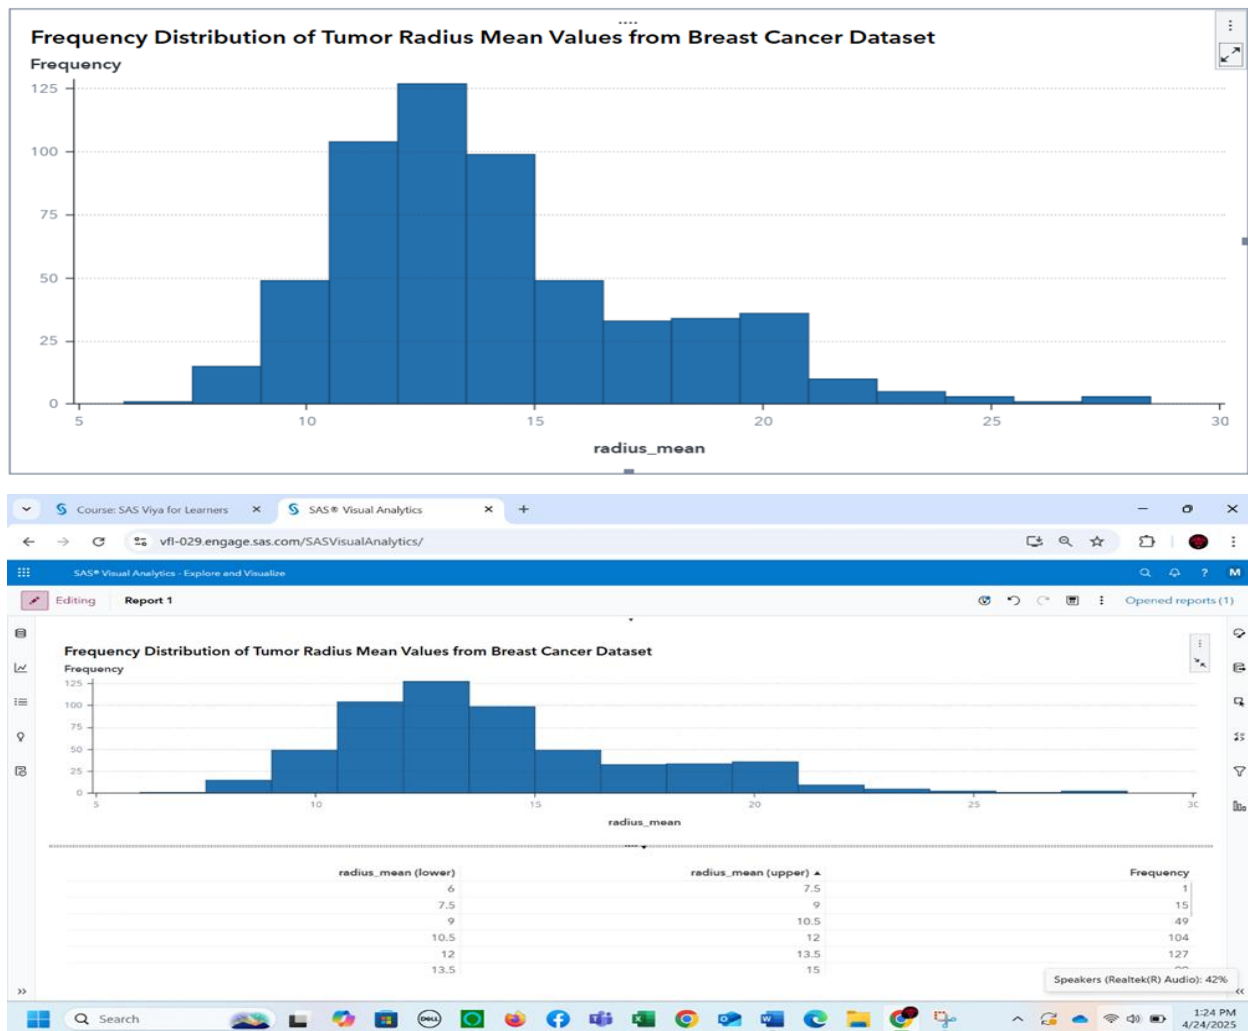 Frequency Distribution of Tumor Radius Mean Values from Breast Cancer Dataset
Frequency
125
100
75
50
25
0
5 10 15 20 25 30
radius_mean
Course: SAS Viya for Learners SAS® Visual Analytics
vfl-029.engage.sas.com/SASVisualAnalytics/
SAS® Visual Analytics - Explore and Visualize M
Editing Report 1 Opened reports (1)
Frequency Distribution of Tumor Radius Mean Values from Breast Cancer Dataset
Frequency
125
100
75
50
25
0
5 10 15 20 25
radius_mean
radius_mean (lower) radius_mean (upper) Frequency
6 7.5 1
7.5 9 15
9 10.5 49
10.5 12 104
12 13.5 127
13.5 15
Speakers (Realtek(R) Audio): 42%
Search DELL 1:24 PM
4/24/2025